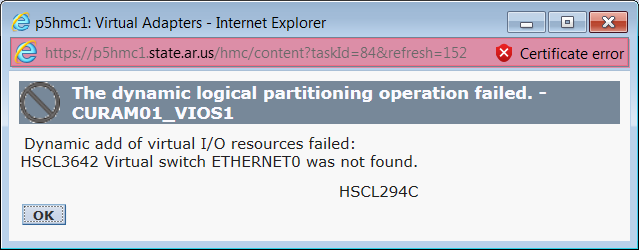 p5hmc1: Virtual Adapters - Internet Explorer
https://p5hmc1.state.ar.us/hmc/content?taskId=84&refresh=152 Certificate error
The dynamic logical partitioning operation failed. -
CURAM01_VIOS1
Dynamic add of virtual I/O resources failed:
HSCL3642 Virtual switch ETHERNET0 was not found.
HSCL294C
OK